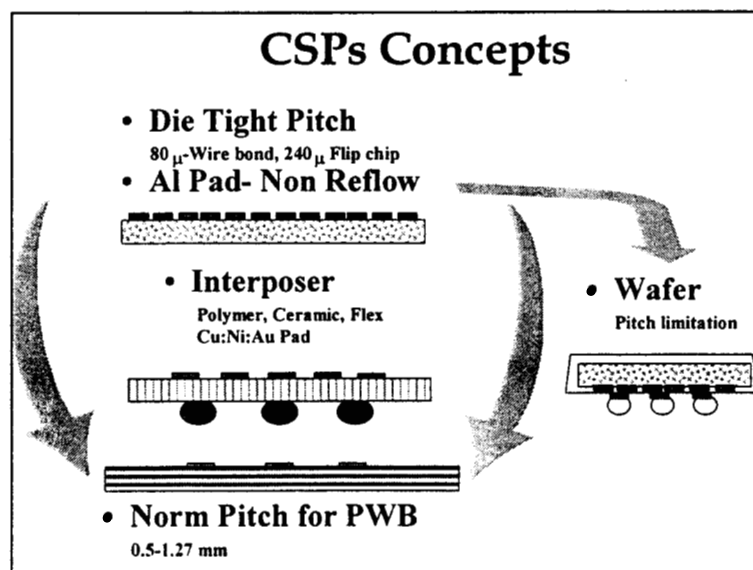 CSPs Concepts
• Die Tight Pitch
80 μ-Wire bond, 240 μ Flip chip
• Al Pad- Non Reflow
• Interposer
Polymer, Ceramic, Flex
Cu:Ni:Au Pad
• Wafer
Pitch limitation
• Norm Pitch for PWB
0.5-1.27 mm